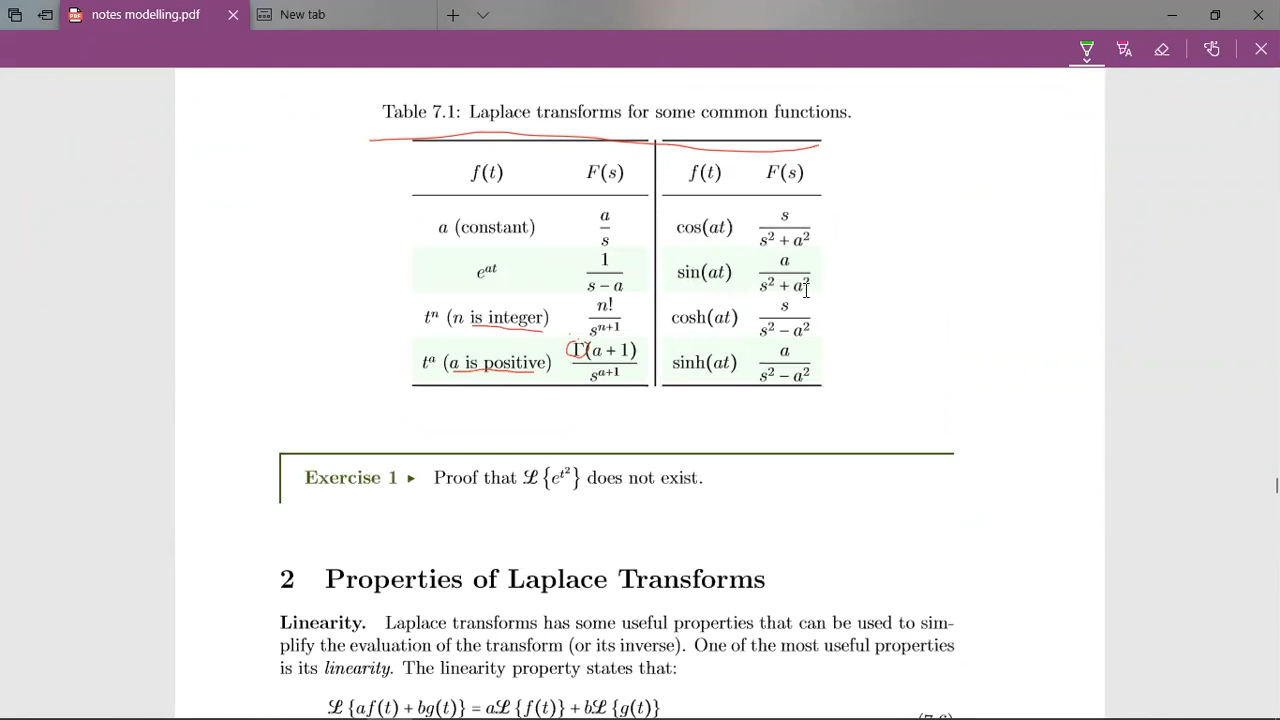 notes modelling.pdf
New tab
Table 7.1: Laplace transforms for some common functions.
f(t) F(s) f(t) F(s)
a (constant) a/s cos(at) s/(s² + a²)
e^{at} 1/(s − a) sin(at) a/(s² + a²)
tⁿ (n is integer) n!/s^{n+1} cosh(at) s/(s² − a²)
tᵃ (a is positive) Γ(a + 1)/s^{a+1} sinh(at) a/(s² − a²)
Exercise 1 ▸ Proof that ℒ{e^{t²}} does not exist.
2 Properties of Laplace Transforms
Linearity. Laplace transforms has some useful properties that can be used to sim-
plify the evaluation of the transform (or its inverse). One of the most useful properties
is its linearity. The linearity property states that:
ℒ{af(t) + bg(t)} = aℒ{f(t)} + bℒ{g(t)}